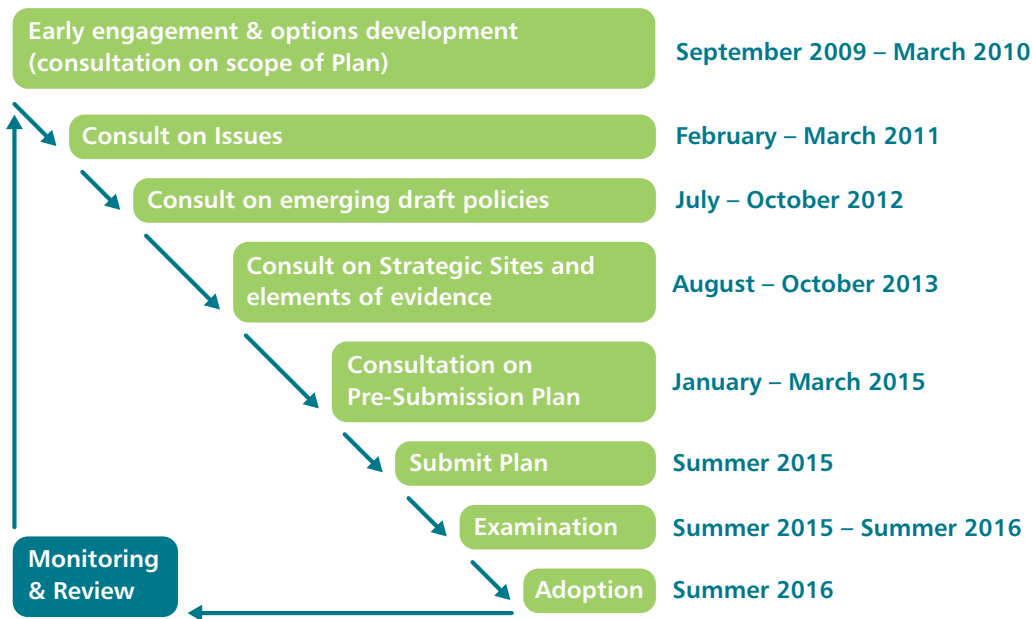 Early engagement & options development
(consultation on scope of Plan)
September 2009 – March 2010
Consult on Issues
February – March 2011
Consult on emerging draft policies
July – October 2012
Consult on Strategic Sites and
elements of evidence
August – October 2013
Consultation on
Pre-Submission Plan
January – March 2015
Submit Plan
Summer 2015
Examination
Summer 2015 – Summer 2016
Adoption
Summer 2016
Monitoring
& Review